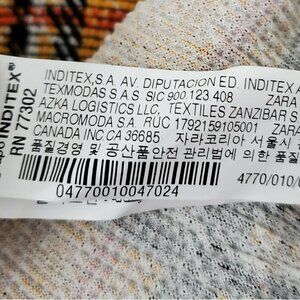 INDITEX®
RN 77302
INDITEX,S.A. AV. DIPUTACION ED. INDITEX A
TEXMODAS S.A.S SIC 900.123.408 ZARA
AZKA LOGISTICS LLC, TEXTILES ZANZIBAR S.
MACROMODA S.A. RUC 1792159105001 ZARA
CANADA INC CA 36685 자라코리아 서울시
품질경영 및 공산품안전 관리법에 의한 품질
04770010047024
4770/010/0